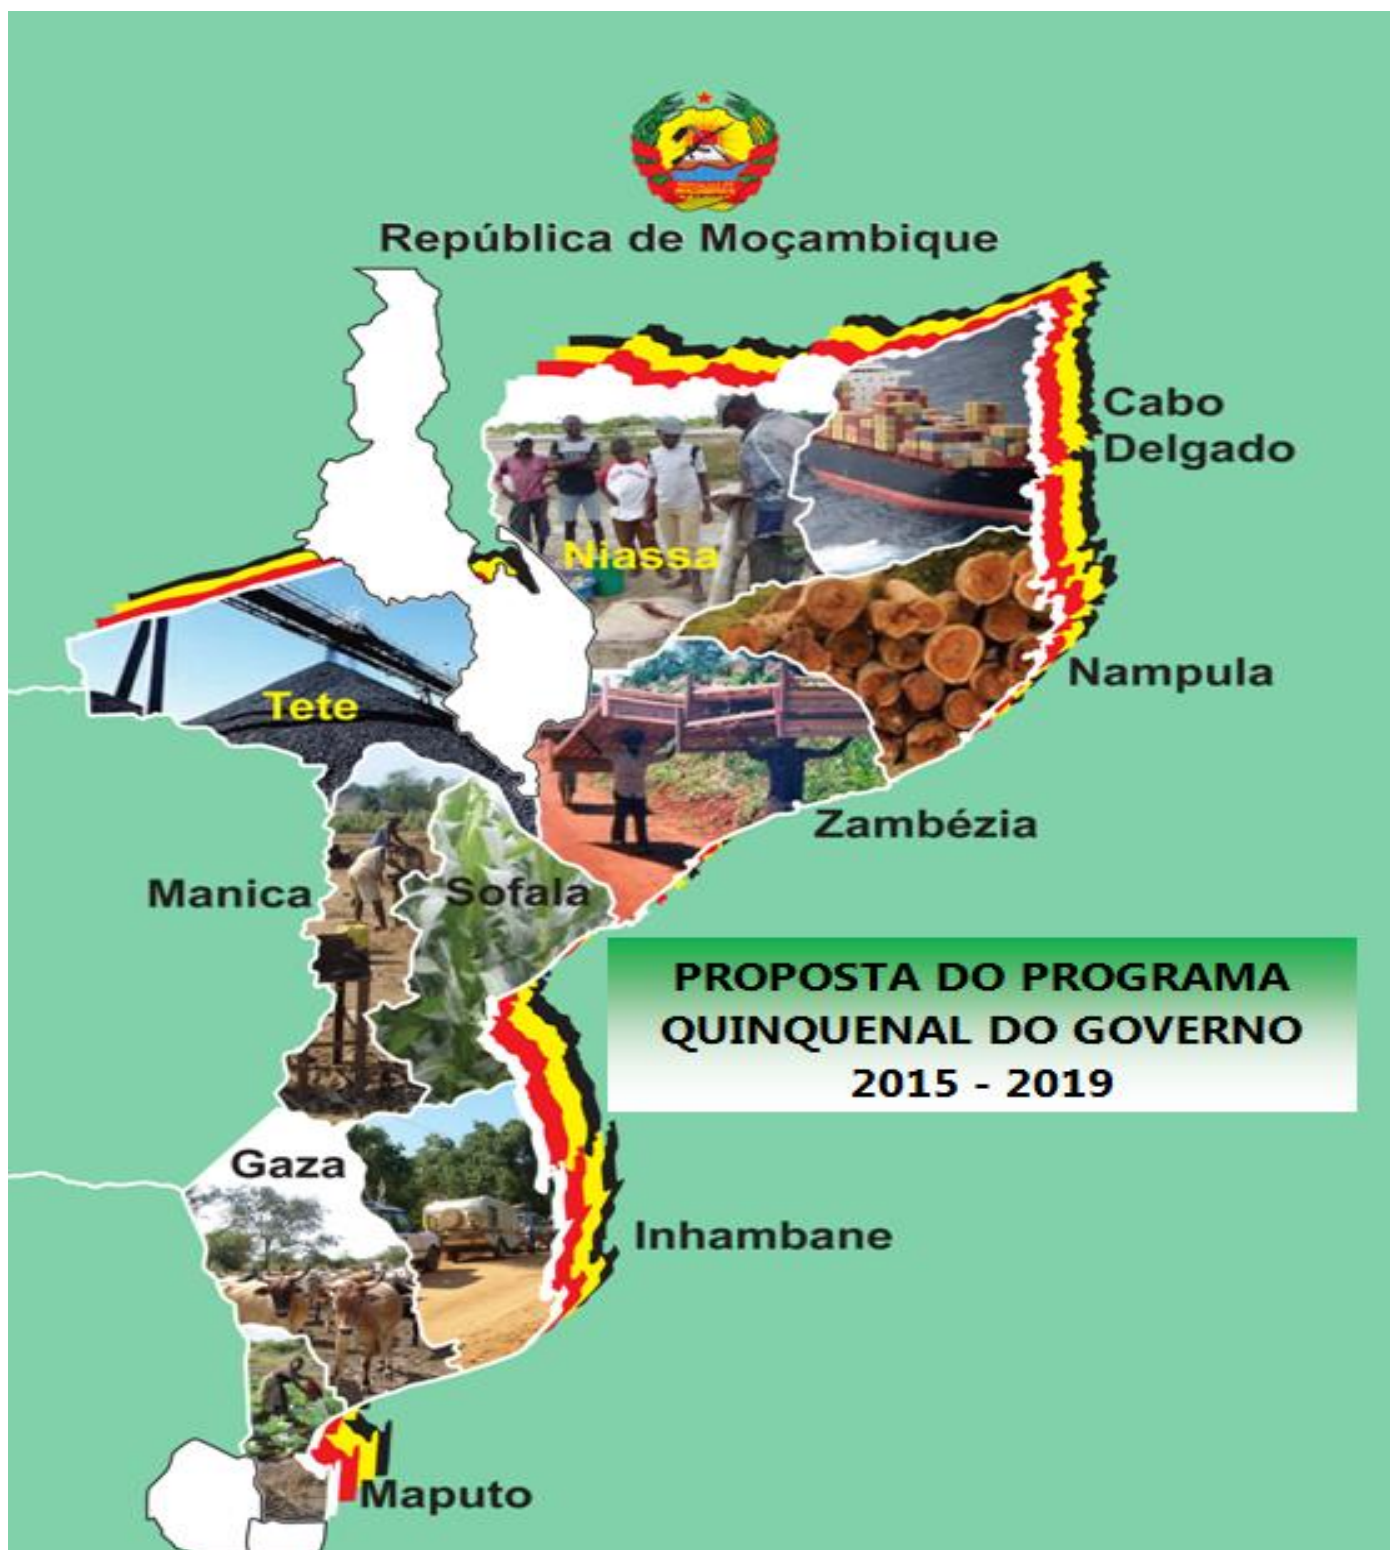 República de Moçambique
Cabo
Delgado
Niassa
Nampula
Tete
Zambézia
Manica
Sofala
PROPOSTA DO PROGRAMA
QUINQUENAL DO GOVERNO
2015 - 2019
Gaza
Inhambane
Maputo